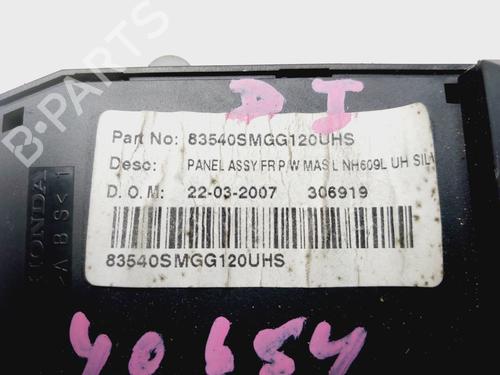 D I
Part No: 83540SMGG120UHS
Desc: PANEL ASSY FR P/W MAS L NH609L UH SIL
D. O. M: 22-03-2007 306919
83540SMGG120UHS
HONDA
>ABS<
40654
B-Parts